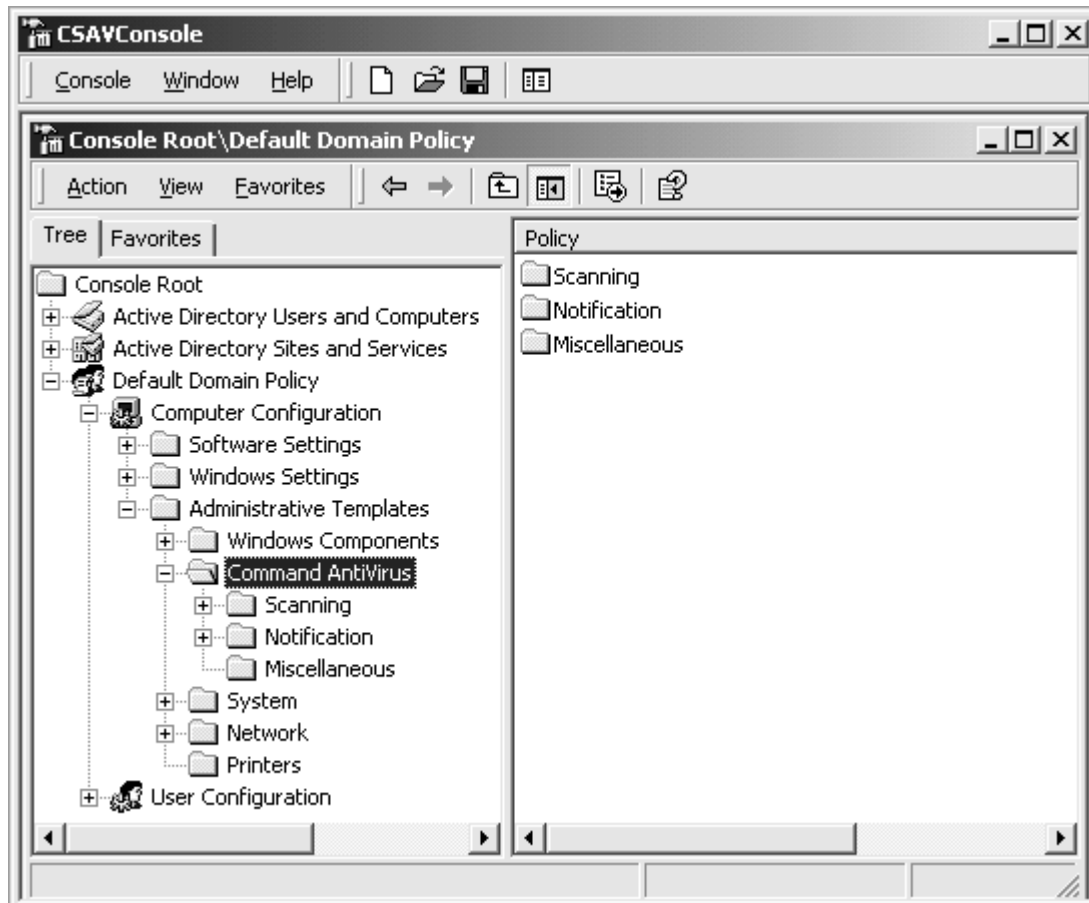 CSAVConsole
Console Window Help
Console Root\Default Domain Policy
Action View Favorites
Tree Favorites
Console Root
Active Directory Users and Computers
Active Directory Sites and Services
Default Domain Policy
Computer Configuration
Software Settings
Windows Settings
Administrative Templates
Windows Components
Command AntiVirus
Scanning
Notification
Miscellaneous
System
Network
Printers
User Configuration
Policy
Scanning
Notification
Miscellaneous